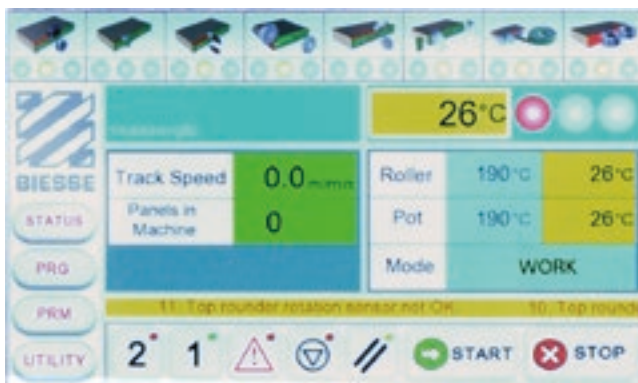 26°C
BIESSE
Track Speed 0.0 m/min
Panels in Machine 0
Roller 190°C 26°C
Pot 190°C 26°C
Mode WORK
STATUS
PRG
PRM
UTILITY
11. Top rounder rotation sensor not OK 10. Top round
2 1 START STOP